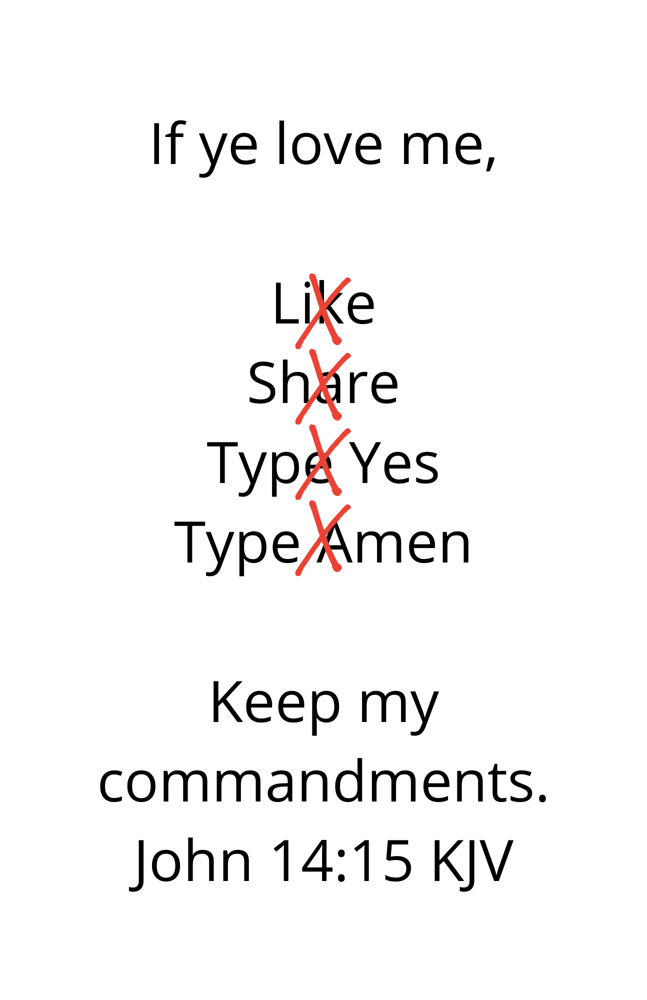 If ye love me,
Like
Share
Type Yes
Type Amen
Keep my
commandments.
John 14:15 KJV